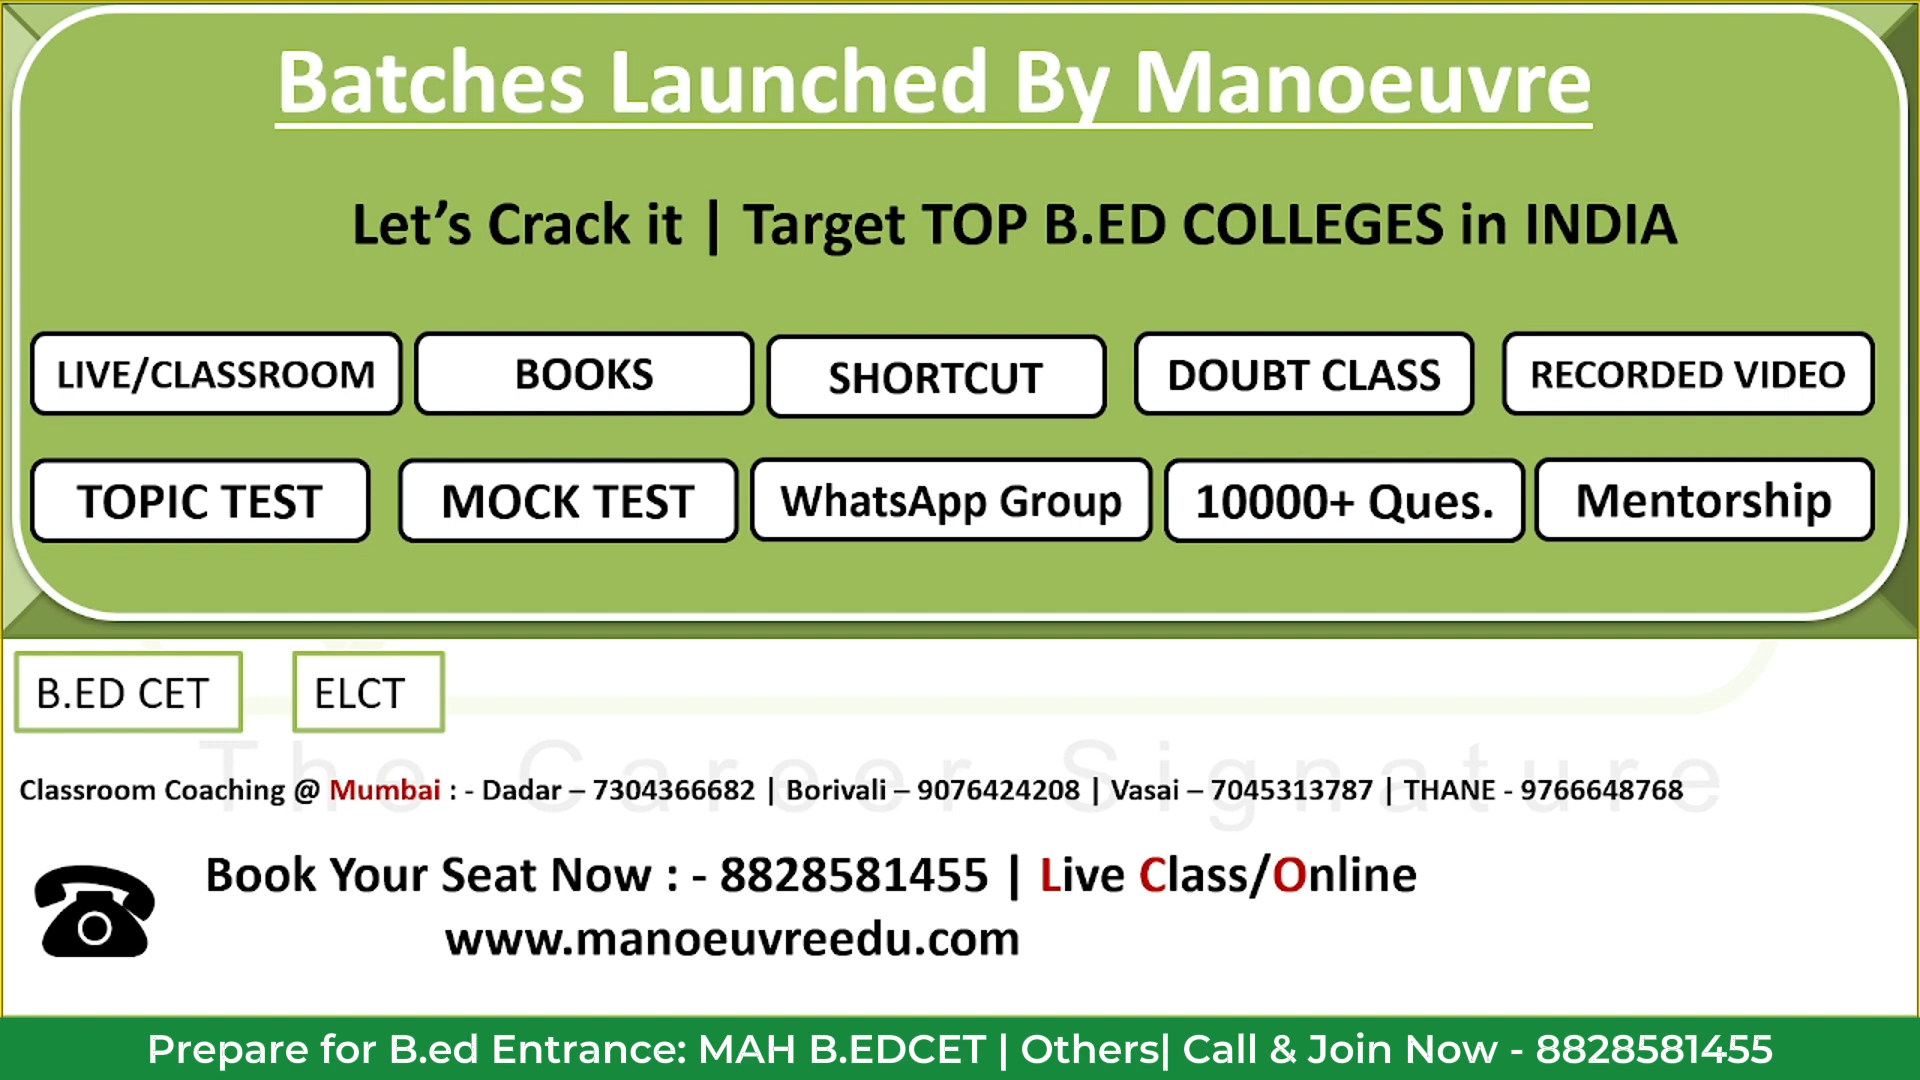 Batches Launched By Manoeuvre
Let's Crack it | Target TOP B.ED COLLEGES in INDIA
LIVE/CLASSROOM BOOKS SHORTCUT DOUBT CLASS RECORDED VIDEO
TOPIC TEST MOCK TEST WhatsApp Group 10000+ Ques. Mentorship
B.ED CET ELCT
The Career Signature
Classroom Coaching @ Mumbai : - Dadar – 7304366682 | Borivali – 9076424208 | Vasai – 7045313787 | THANE - 9766648768
Book Your Seat Now : - 8828581455 | Live Class/Online
www.manoeuvreedu.com
Prepare for B.ed Entrance: MAH B.EDCET | Others| Call & Join Now - 8828581455